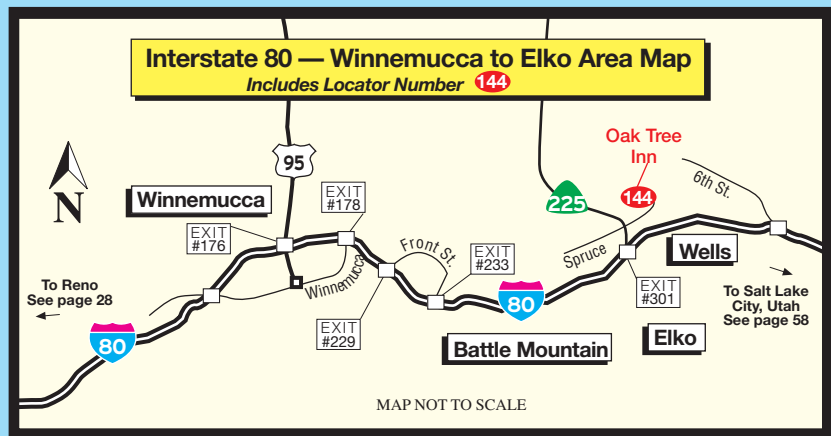 Interstate 80 — Winnemucca to Elko Area Map
Includes Locator Number 144
Oak Tree
Inn
144
6th St.
95
N
Winnemucca
EXIT
#178
225
EXIT
#176
Front St.
EXIT
#233
Spruce
Wells
To Reno
See page 28
Winnemucca
80
EXIT
#301
To Salt Lake
City, Utah
See page 58
EXIT
#229
80
Battle Mountain
Elko
MAP NOT TO SCALE